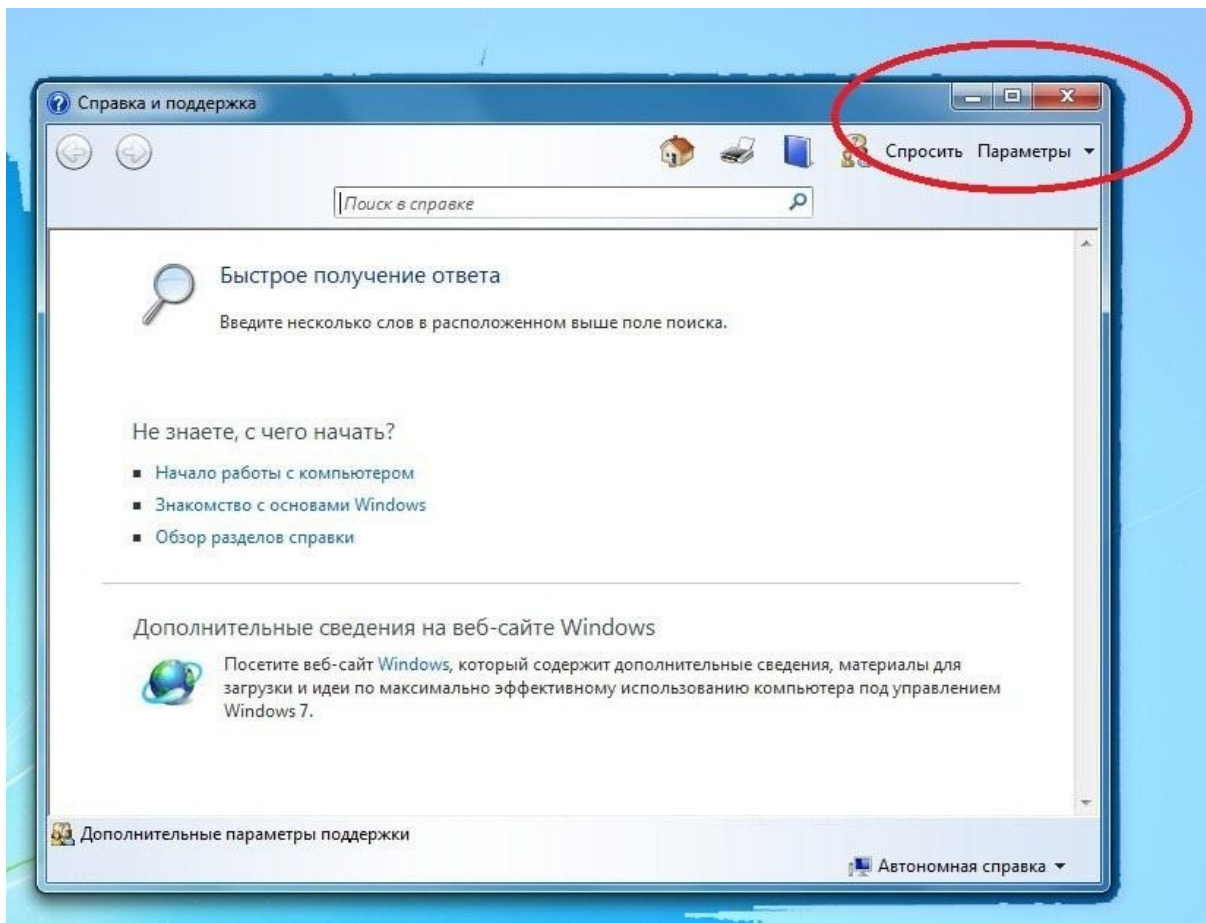 Справка и поддержка
Спросить Параметры
Поиск в справке
Быстрое получение ответа
Введите несколько слов в расположенном выше поле поиска.
Не знаете, с чего начать?
Начало работы с компьютером
Знакомство с основами Windows
Обзор разделов справки
Дополнительные сведения на веб-сайте Windows
Посетите веб-сайт Windows, который содержит дополнительные сведения, материалы для
загрузки и идеи по максимально эффективному использованию компьютера под управлением
Windows 7.
Дополнительные параметры поддержки
Автономная справка